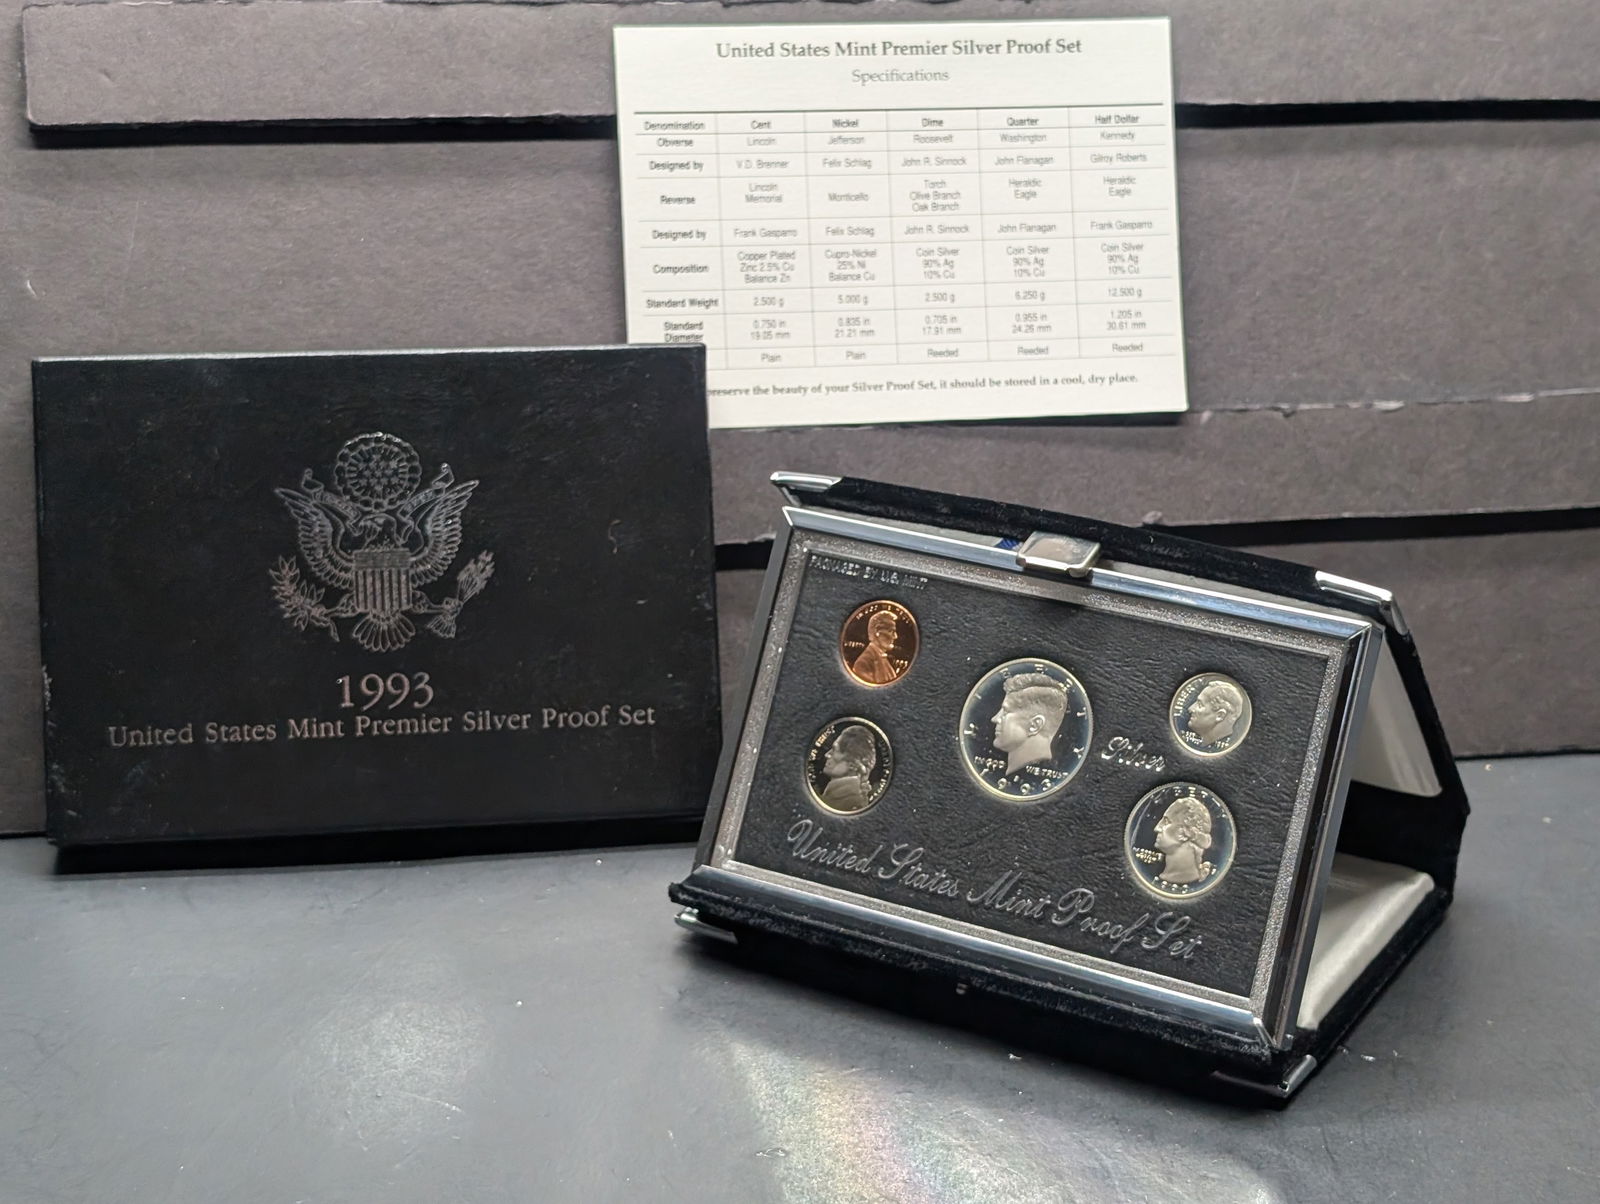 United States Mint Premier Silver Proof Set
Specifications
Denomination Cent Nickel Dime Quarter Half Dollar
Obverse Lincoln Jefferson Roosevelt Washington Kennedy
Designed by V.D. Brenner Felix Schlag John R. Sinnock John Flanagan Gilroy Roberts
Reverse Lincoln Memorial Monticello Torch Olive Branch Oak Branch Heraldic Eagle Heraldic Eagle
Designed by Frank Gasparro Felix Schlag John R. Sinnock John Flanagan Frank Gasparro
Composition Copper Plated Zinc 2.5% Cu Balance Zn Cupro-Nickel 25% Ni Balance Cu Coin Silver 90% Ag 10% Cu Coin Silver 90% Ag 10% Cu Coin Silver 90% Ag 10% Cu
Standard Weight 2.500 g 5.000 g 2.500 g 6.250 g 12.500 g
Standard Diameter 0.750 in 19.05 mm 0.835 in 21.21 mm 0.705 in 17.91 mm 0.955 in 24.26 mm 1.205 in 30.61 mm
Plain Plain Reeded Reeded Reeded
preserve the beauty of your Silver Proof Set, it should be stored in a cool, dry place.
1993
United States Mint Premier Silver Proof Set
PACKAGED BY U.S. MINT
LIBERTY 1993
LIBERTY
IN GOD WE TRUST
1993
LIBERTY
Silver
LIBERTY
1993
United States Mint Proof Set